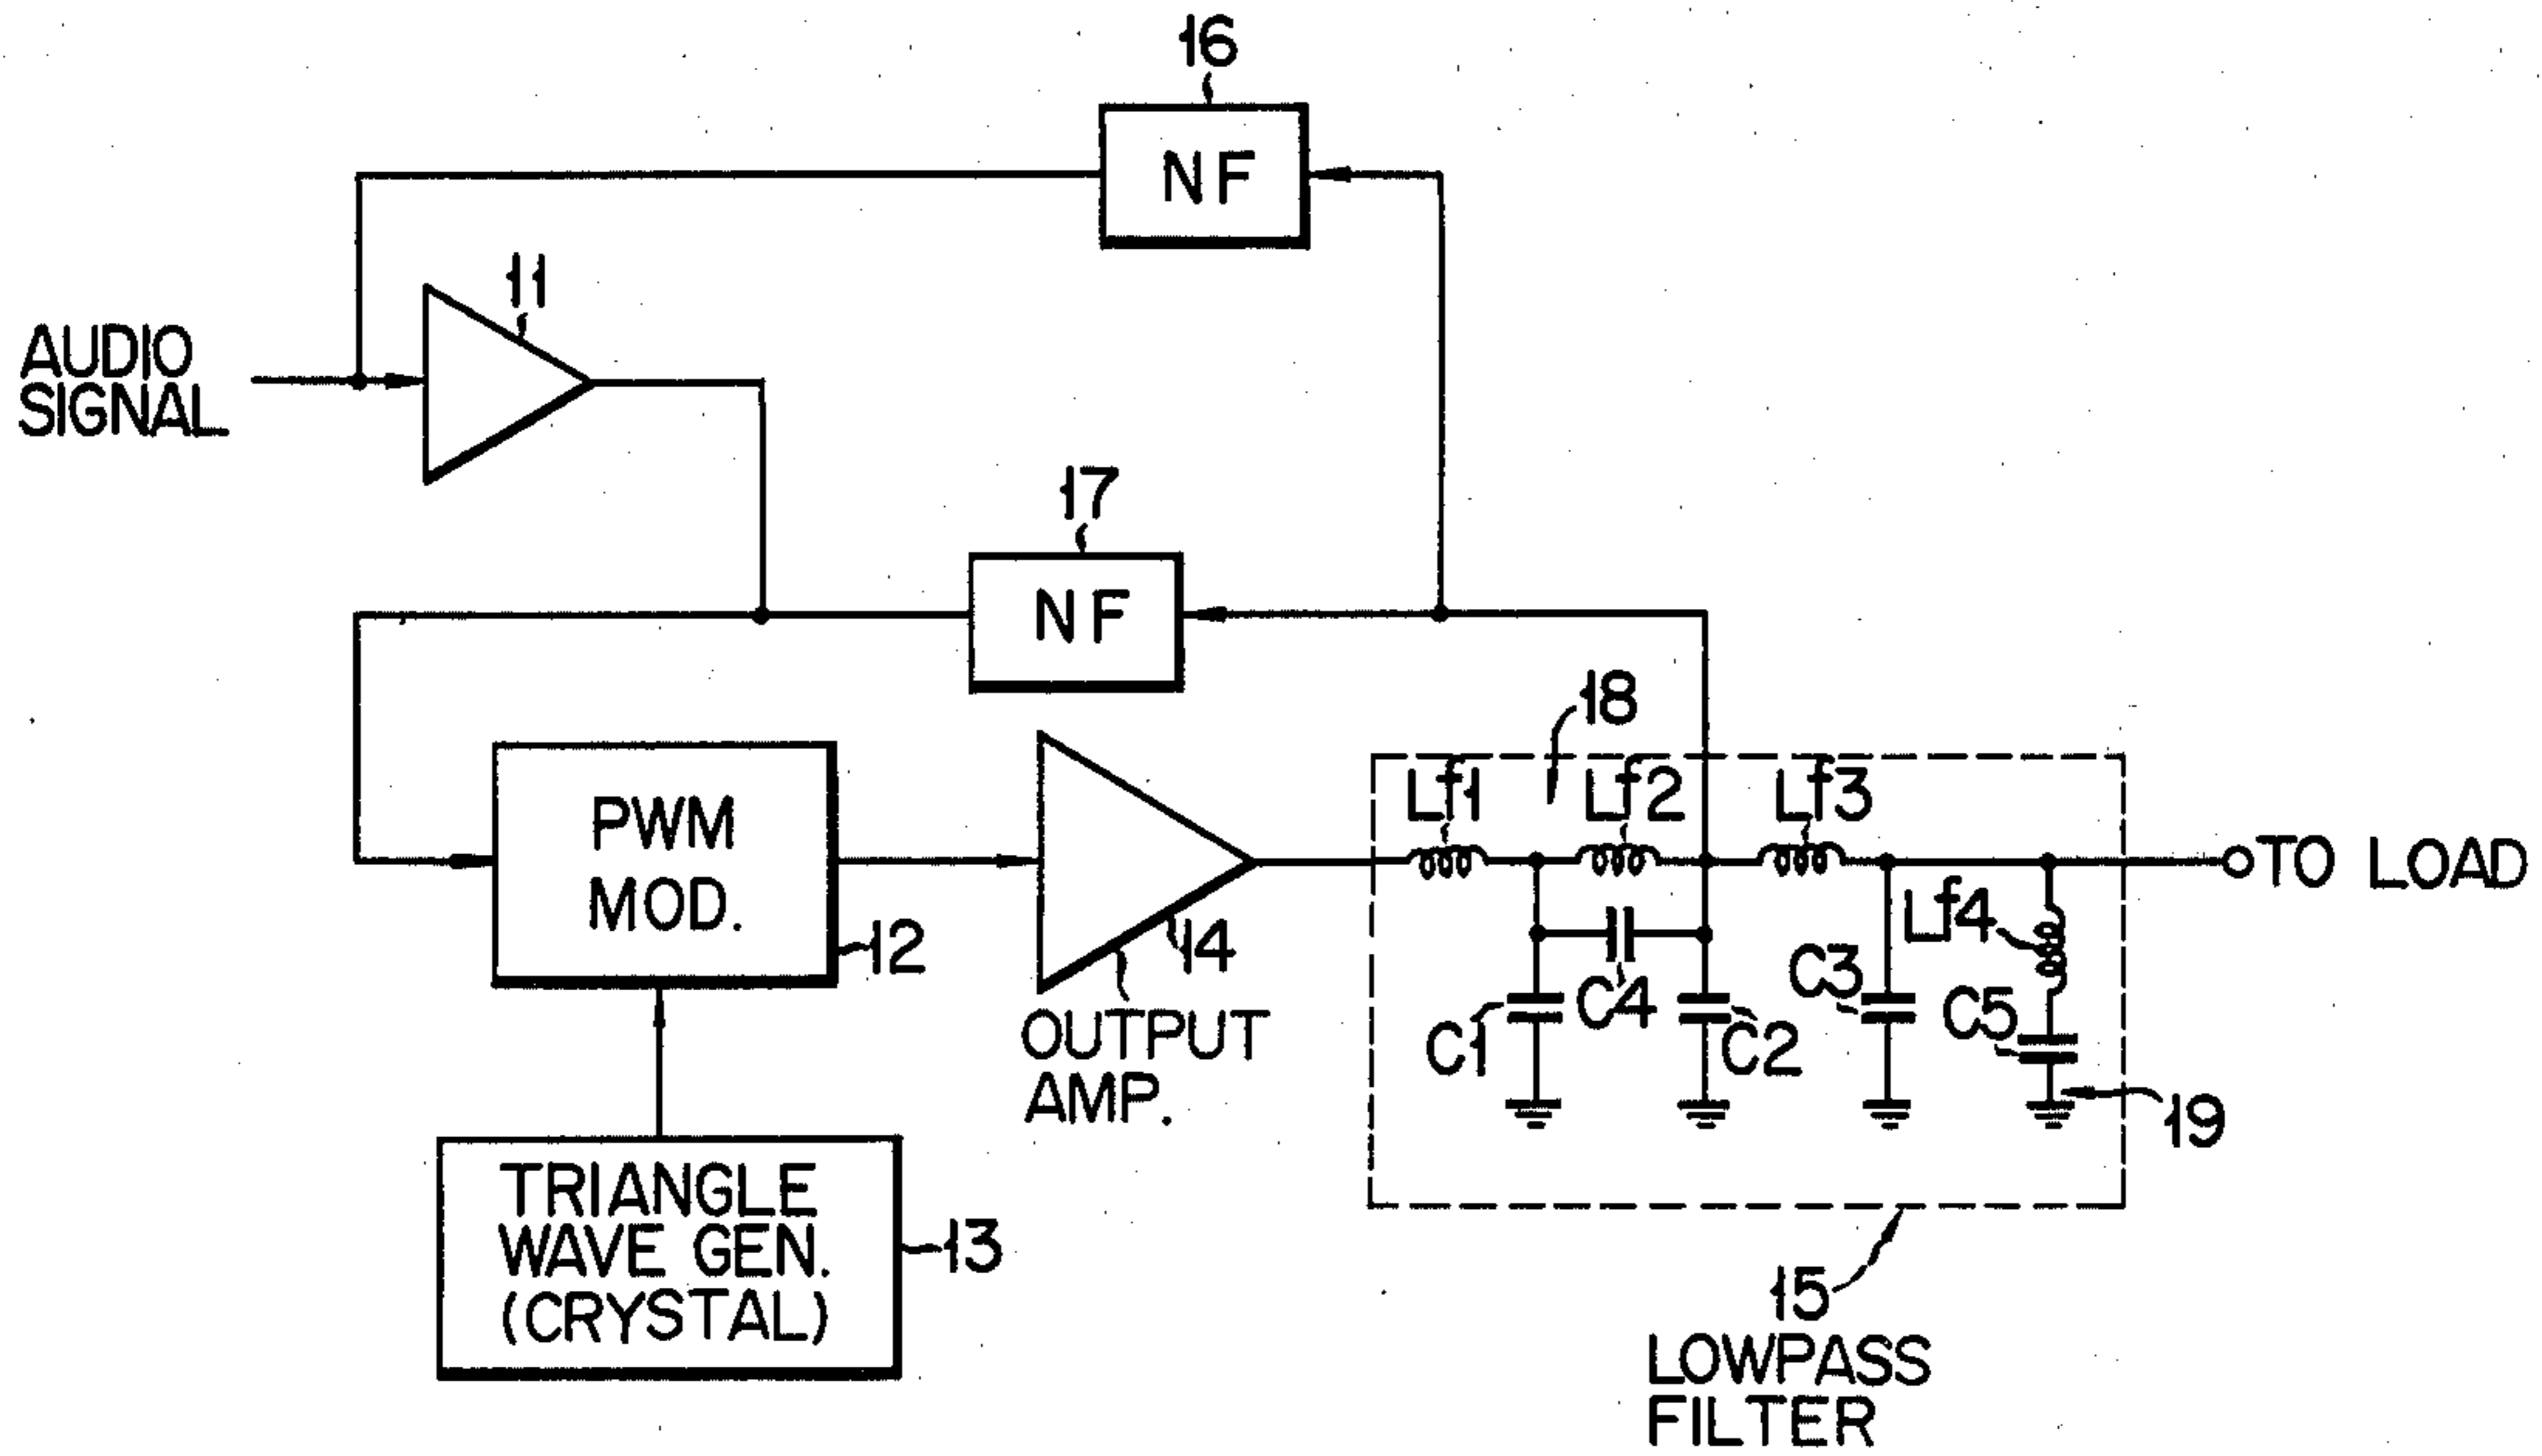 16
NF
11
AUDIO
SIGNAL
17
NF
18
Lf1
Lf2
Lf3
PWM
MOD.
12
14
OUTPUT
AMP.
TO LOAD
Lf4
C1
C4
C2
C3
C5
19
TRIANGLE
WAVE GEN.
(CRYSTAL)
13
15
LOWPASS
FILTER